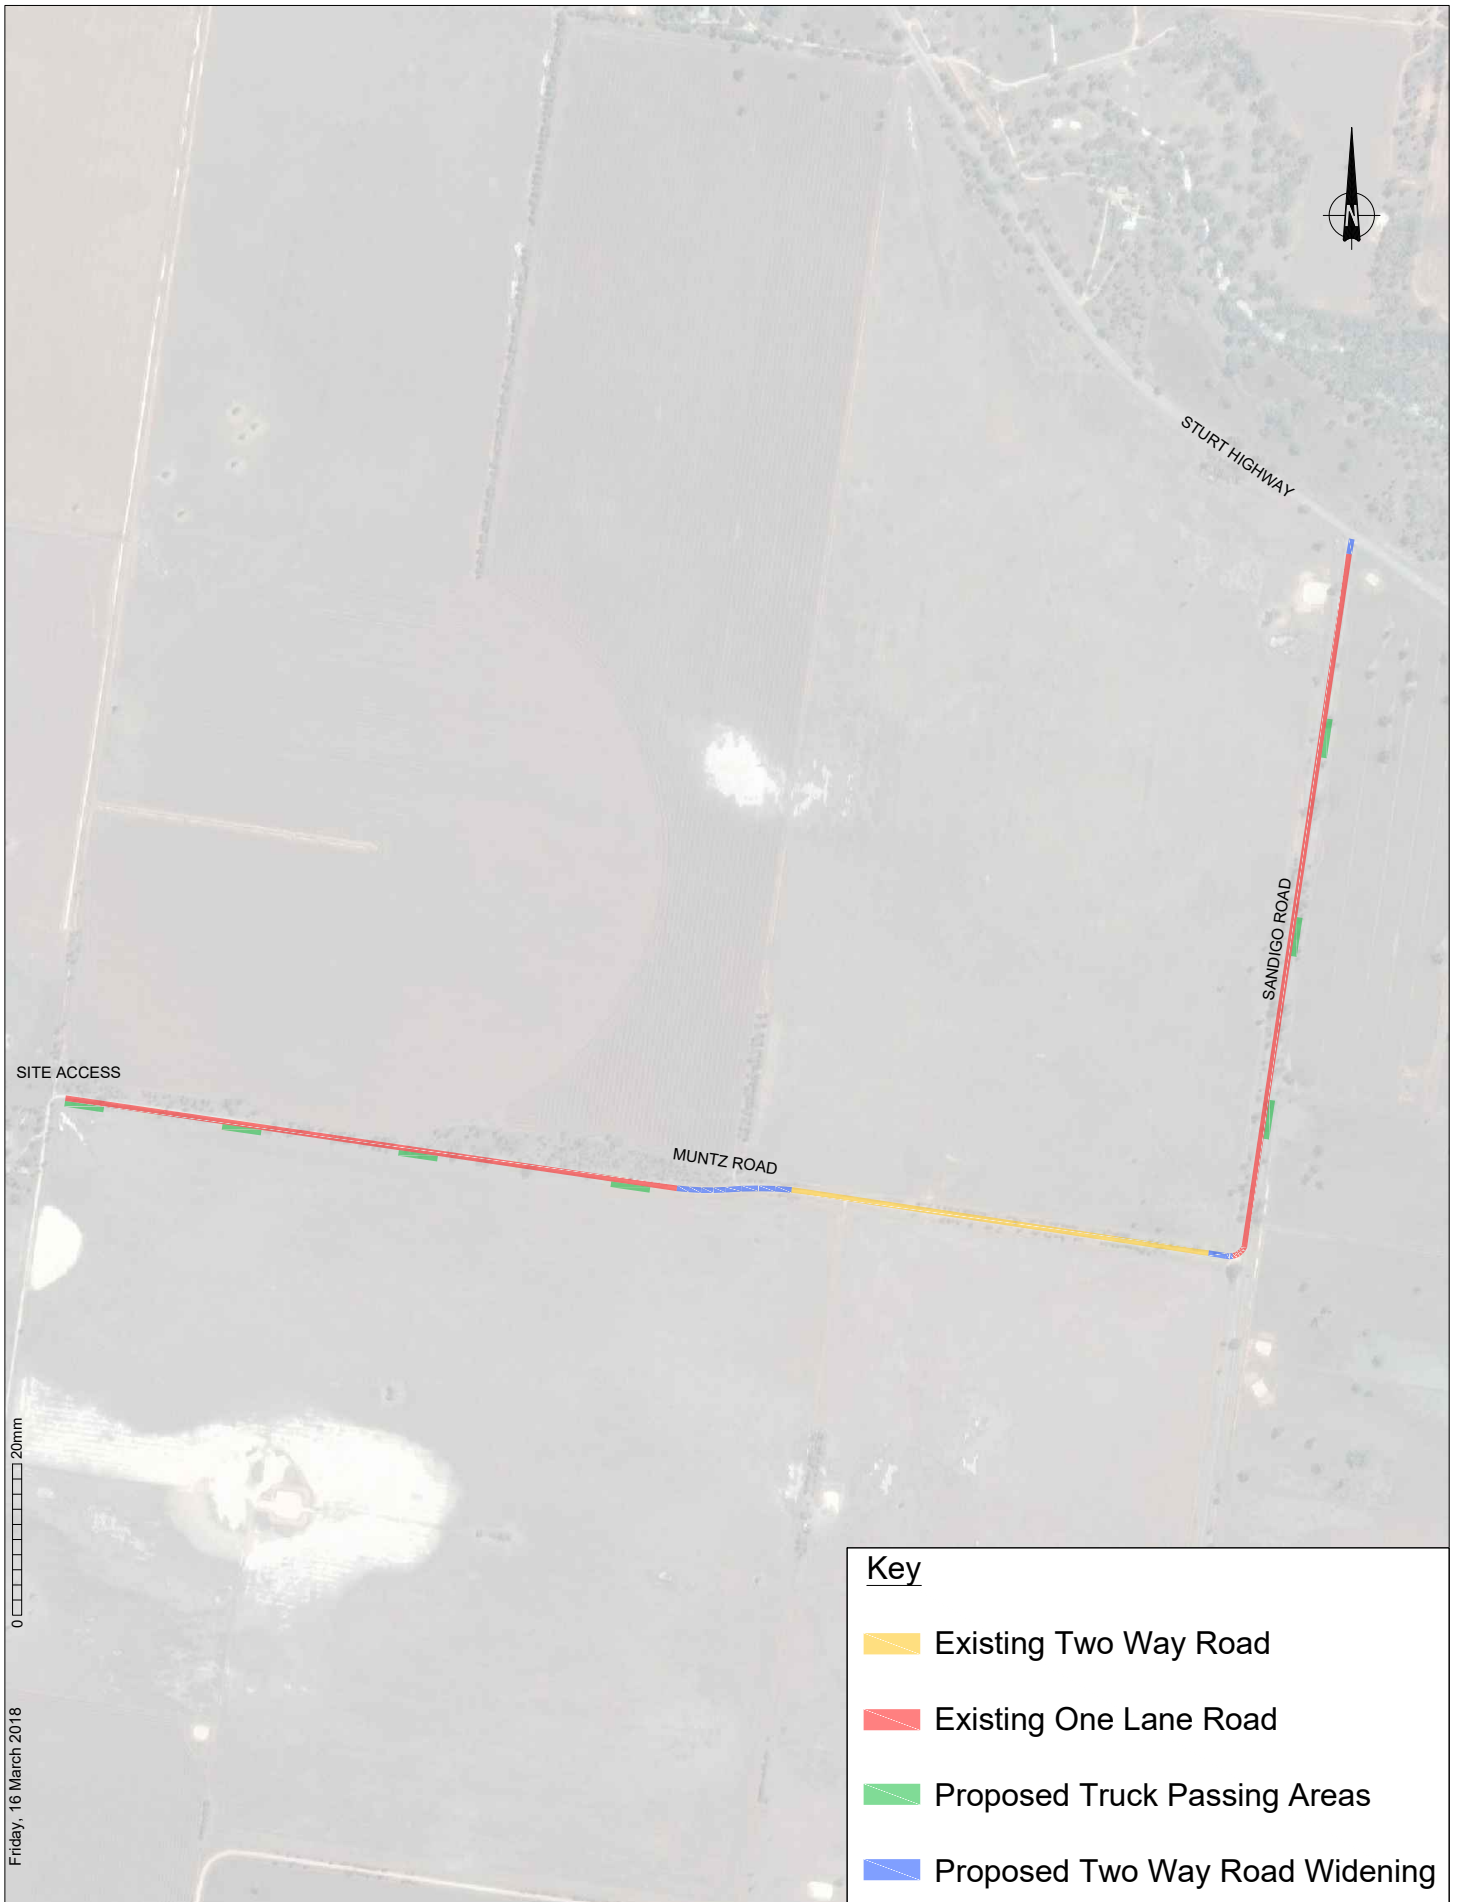 N
STURT HIGHWAY
SANDIGO ROAD
SITE ACCESS
MUNTZ ROAD
0 20mm
Friday, 16 March 2018
Key
Existing Two Way Road
Existing One Lane Road
Proposed Truck Passing Areas
Proposed Two Way Road Widening